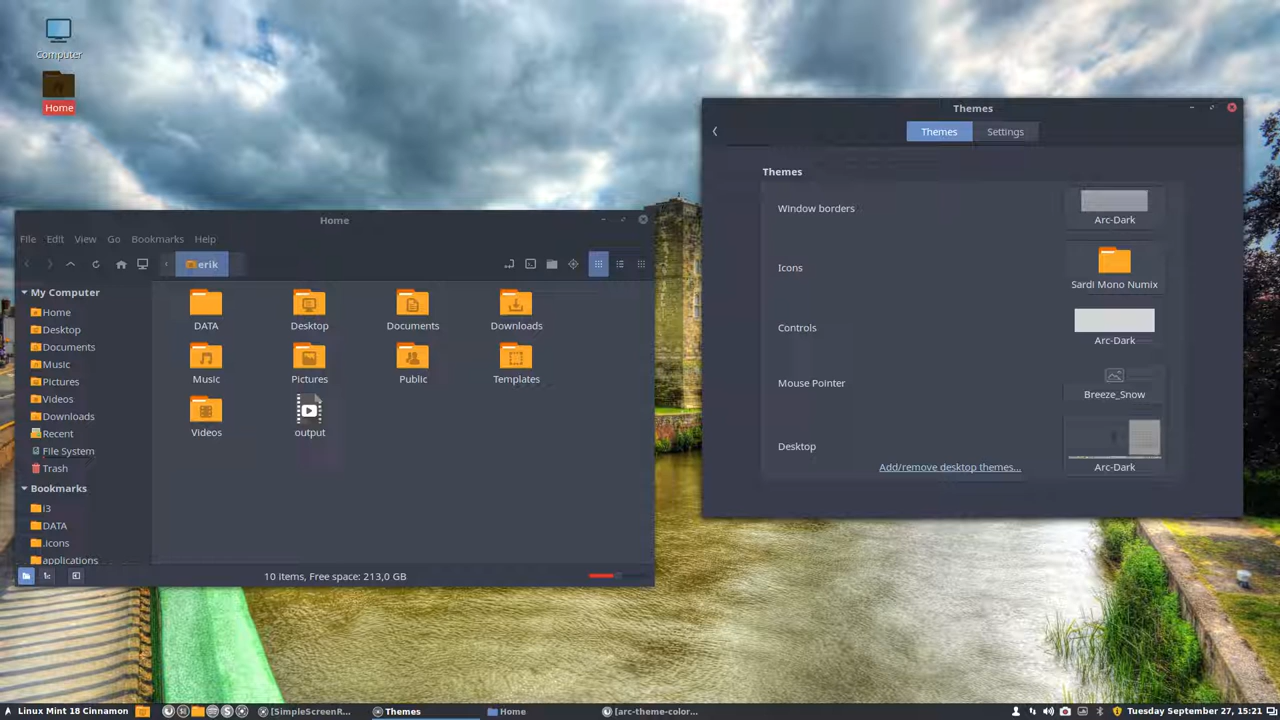 Computer
Home
Home
File Edit View Go Bookmarks Help
erik
My Computer
Home
Desktop
Documents
Music
Pictures
Videos
Downloads
Recent
File System
Trash
Bookmarks
i3
DATA
.icons
applications
DATA Desktop Documents Downloads
Music Pictures Public Templates
Videos output
10 items, Free space: 213,0 GB
Themes
Themes Settings
Themes
Window borders
Arc-Dark
Icons
Sardi Mono Numix
Controls
Arc-Dark
Mouse Pointer
Breeze_Snow
Desktop
Add/remove desktop themes...
Arc-Dark
Linux Mint 18 Cinnamon [SimpleScreenR... Themes Home [arc-theme-color... Tuesday September 27, 15:21